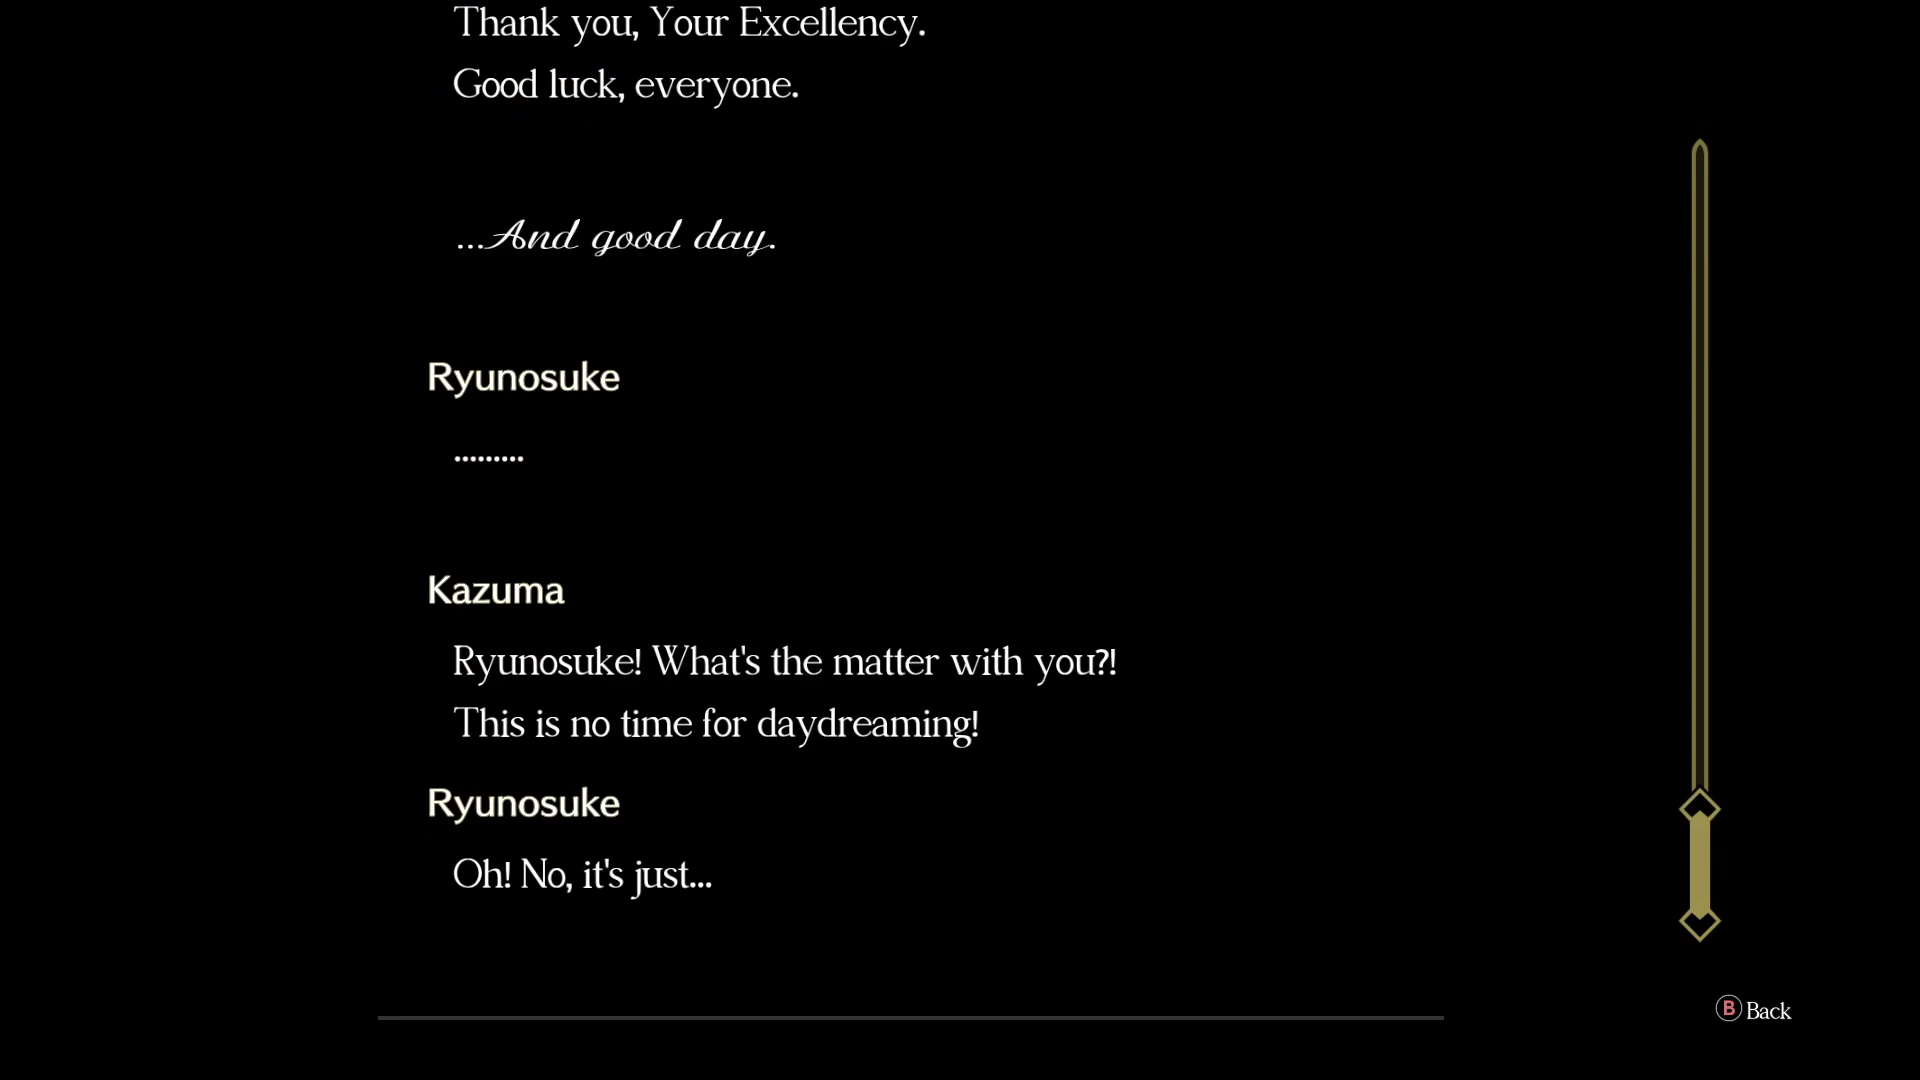 Thank you, Your Excellency.
Good luck, everyone.
...And good day.
Ryunosuke
.........
Kazuma
Ryunosuke! What's the matter with you?!
This is no time for daydreaming!
Ryunosuke
Oh! No, it's just...
B Back